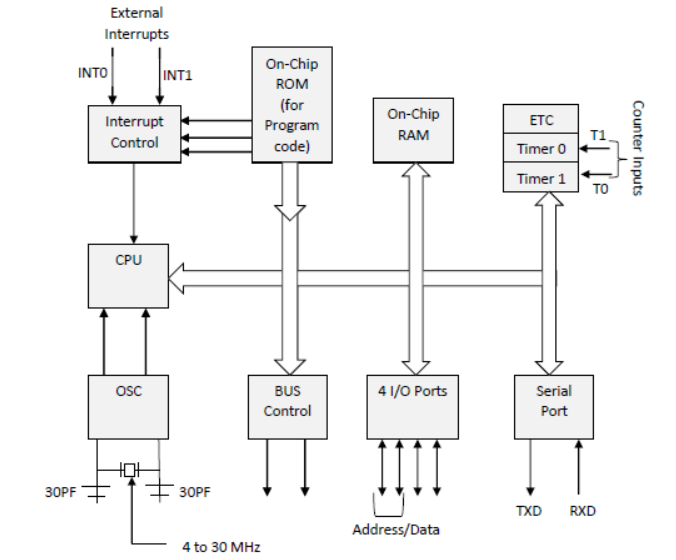 External
Interrupts
INT0
INT1
Interrupt
Control
On-Chip
ROM
(for
Program
code)
On-Chip
RAM
ETC
Timer 0
Timer 1
T1
T0
Counter Inputs
CPU
OSC
BUS
Control
4 I/O Ports
Serial
Port
30PF
30PF
4 to 30 MHz
Address/Data
TXD
RXD